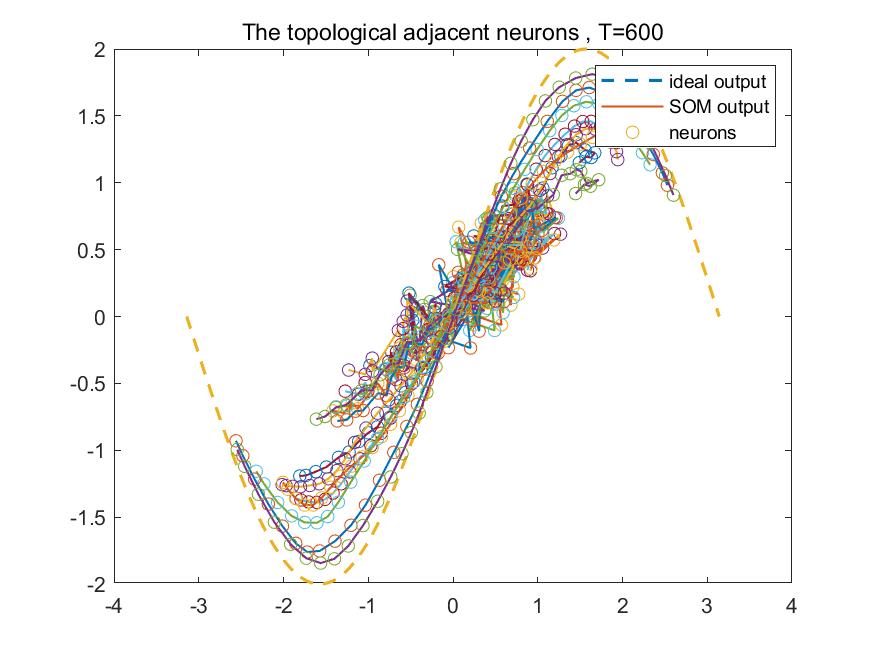 The topological adjacent neurons , T=600
ideal output
SOM output
neurons
2
1.5
1
0.5
0
-0.5
-1
-1.5
-2
-4 -3 -2 -1 0 1 2 3 4